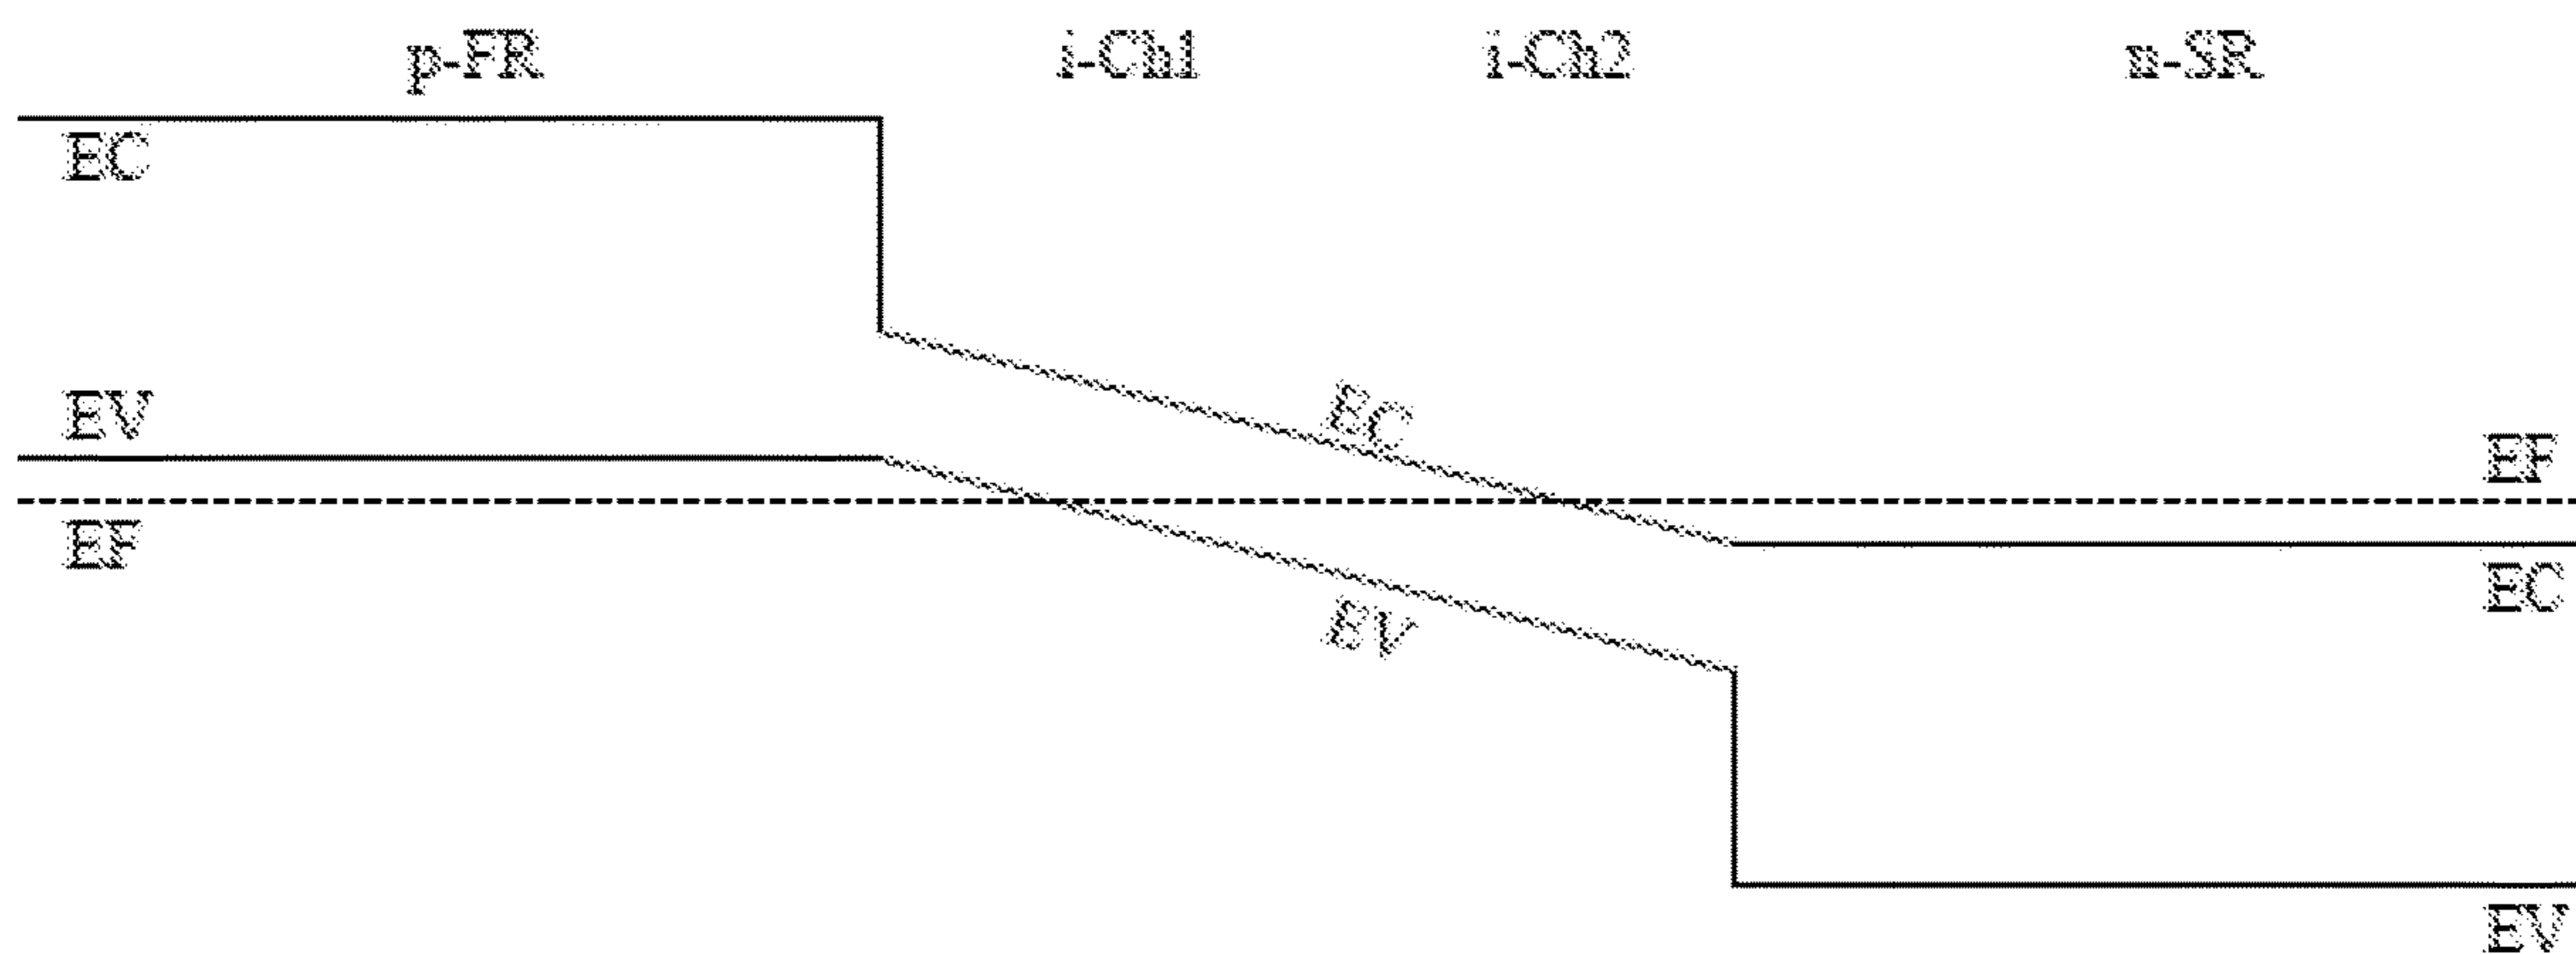 p-FR i-Ch1 i-Ch2 n-SR
EC
EV
EC
EF
EF
EC
EV
EV